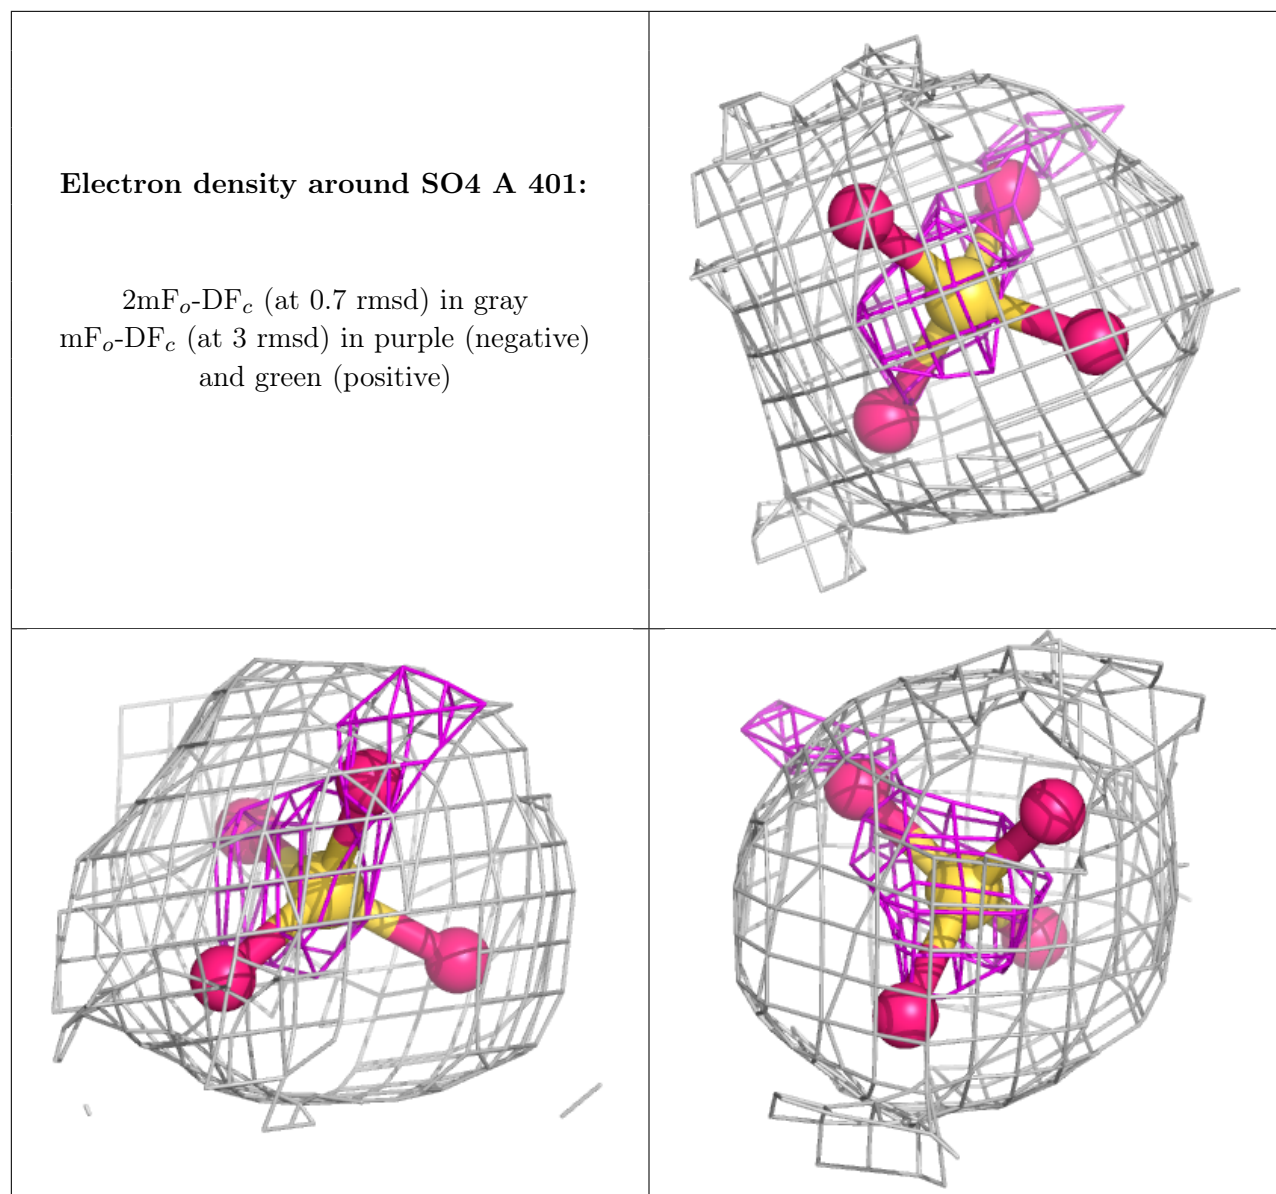 Electron density around SO4 A 401:
2mFo-DFc (at 0.7 rmsd) in gray
mFo-DFc (at 3 rmsd) in purple (negative)
and green (positive)